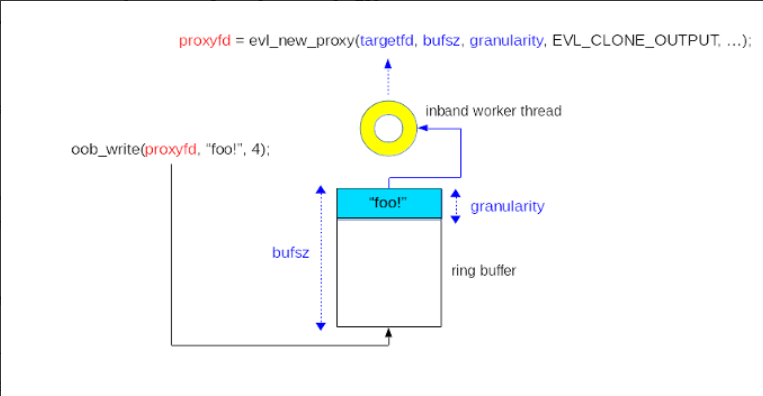 proxyfd = evl_new_proxy(targetfd, bufsz, granularity, EVL_CLONE_OUTPUT, ...);
inband worker thread
oob_write(proxyfd, “foo!”, 4);
“foo!”
granularity
bufsz
ring buffer